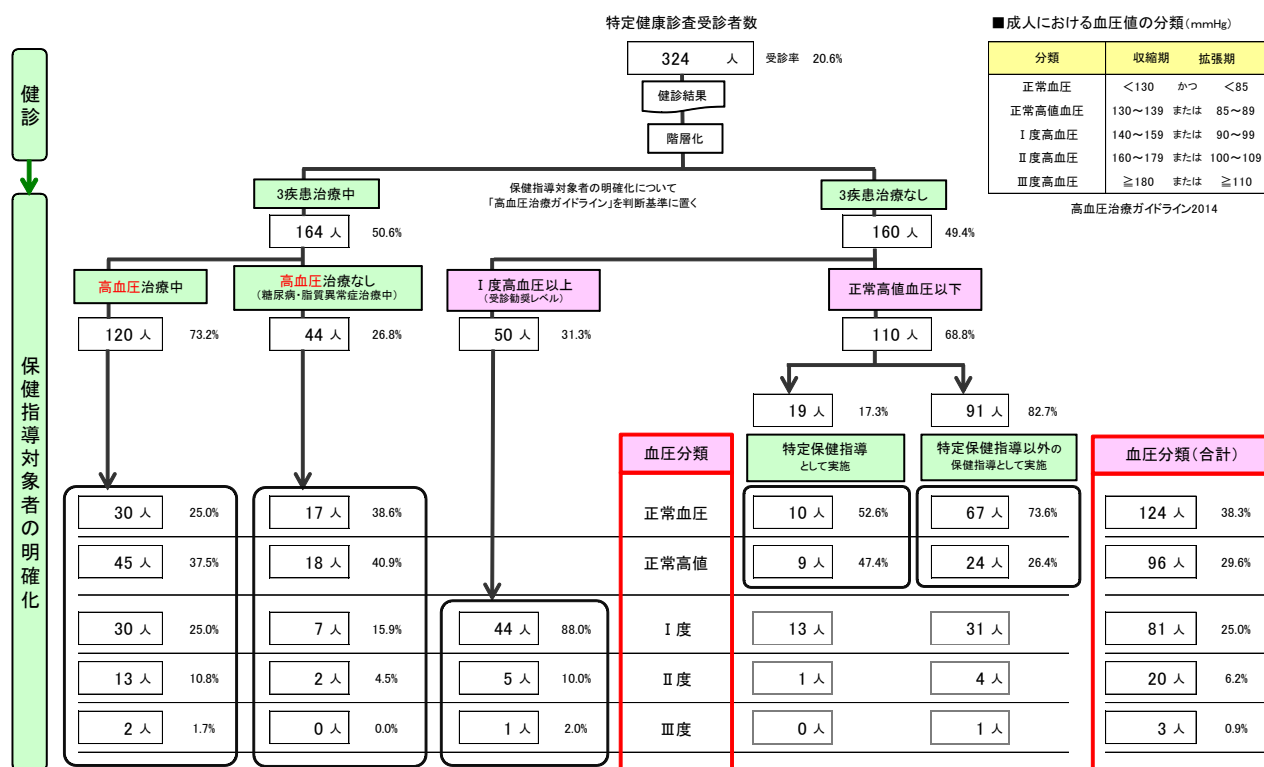 特定健康診査受診者数
324 人 受診率 20.6%
健診結果
階層化
■成人における血圧値の分類(mmHg)
分類 収縮期 拡張期
正常血圧 <130 かつ <85
正常高値血圧 130~139 または 85~89
Ⅰ度高血圧 140~159 または 90~99
Ⅱ度高血圧 160~179 または 100~109
Ⅲ度高血圧 ≧180 または ≧110
高血圧治療ガイドライン2014
健診
保健指導対象者の明確化
保健指導対象者の明確化について
「高血圧治療ガイドライン」を判断基準に置く
3疾患治療中
164 人 50.6%
3疾患治療なし
160 人 49.4%
高血圧治療中
120 人 73.2%
高血圧治療なし
(糖尿病・脂質異常症治療中)
44 人 26.8%
Ⅰ度高血圧以上
(受診勧奨レベル)
50 人 31.3%
正常高値血圧以下
110 人 68.8%
19 人 17.3%
91 人 82.7%
血圧分類
特定保健指導
として実施
特定保健指導以外の
保健指導として実施
血圧分類(合計)
30 人 25.0% 17 人 38.6% 正常血圧 10 人 52.6% 67 人 73.6% 124 人 38.3%
45 人 37.5% 18 人 40.9% 正常高値 9 人 47.4% 24 人 26.4% 96 人 29.6%
30 人 25.0% 7 人 15.9% 44 人 88.0% Ⅰ度 13 人 31 人 81 人 25.0%
13 人 10.8% 2 人 4.5% 5 人 10.0% Ⅱ度 1 人 4 人 20 人 6.2%
2 人 1.7% 0 人 0.0% 1 人 2.0% Ⅲ度 0 人 1 人 3 人 0.9%